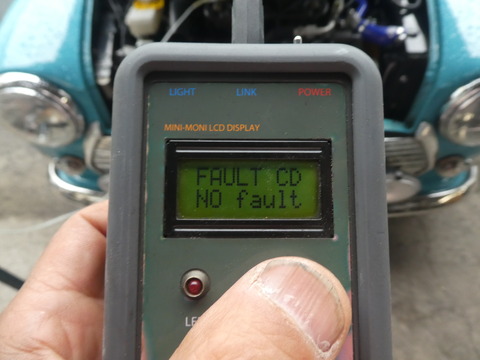 LIGHT LINK POWER
MINI-MONI LCD DISPLAY
FAULT CD
NO fault